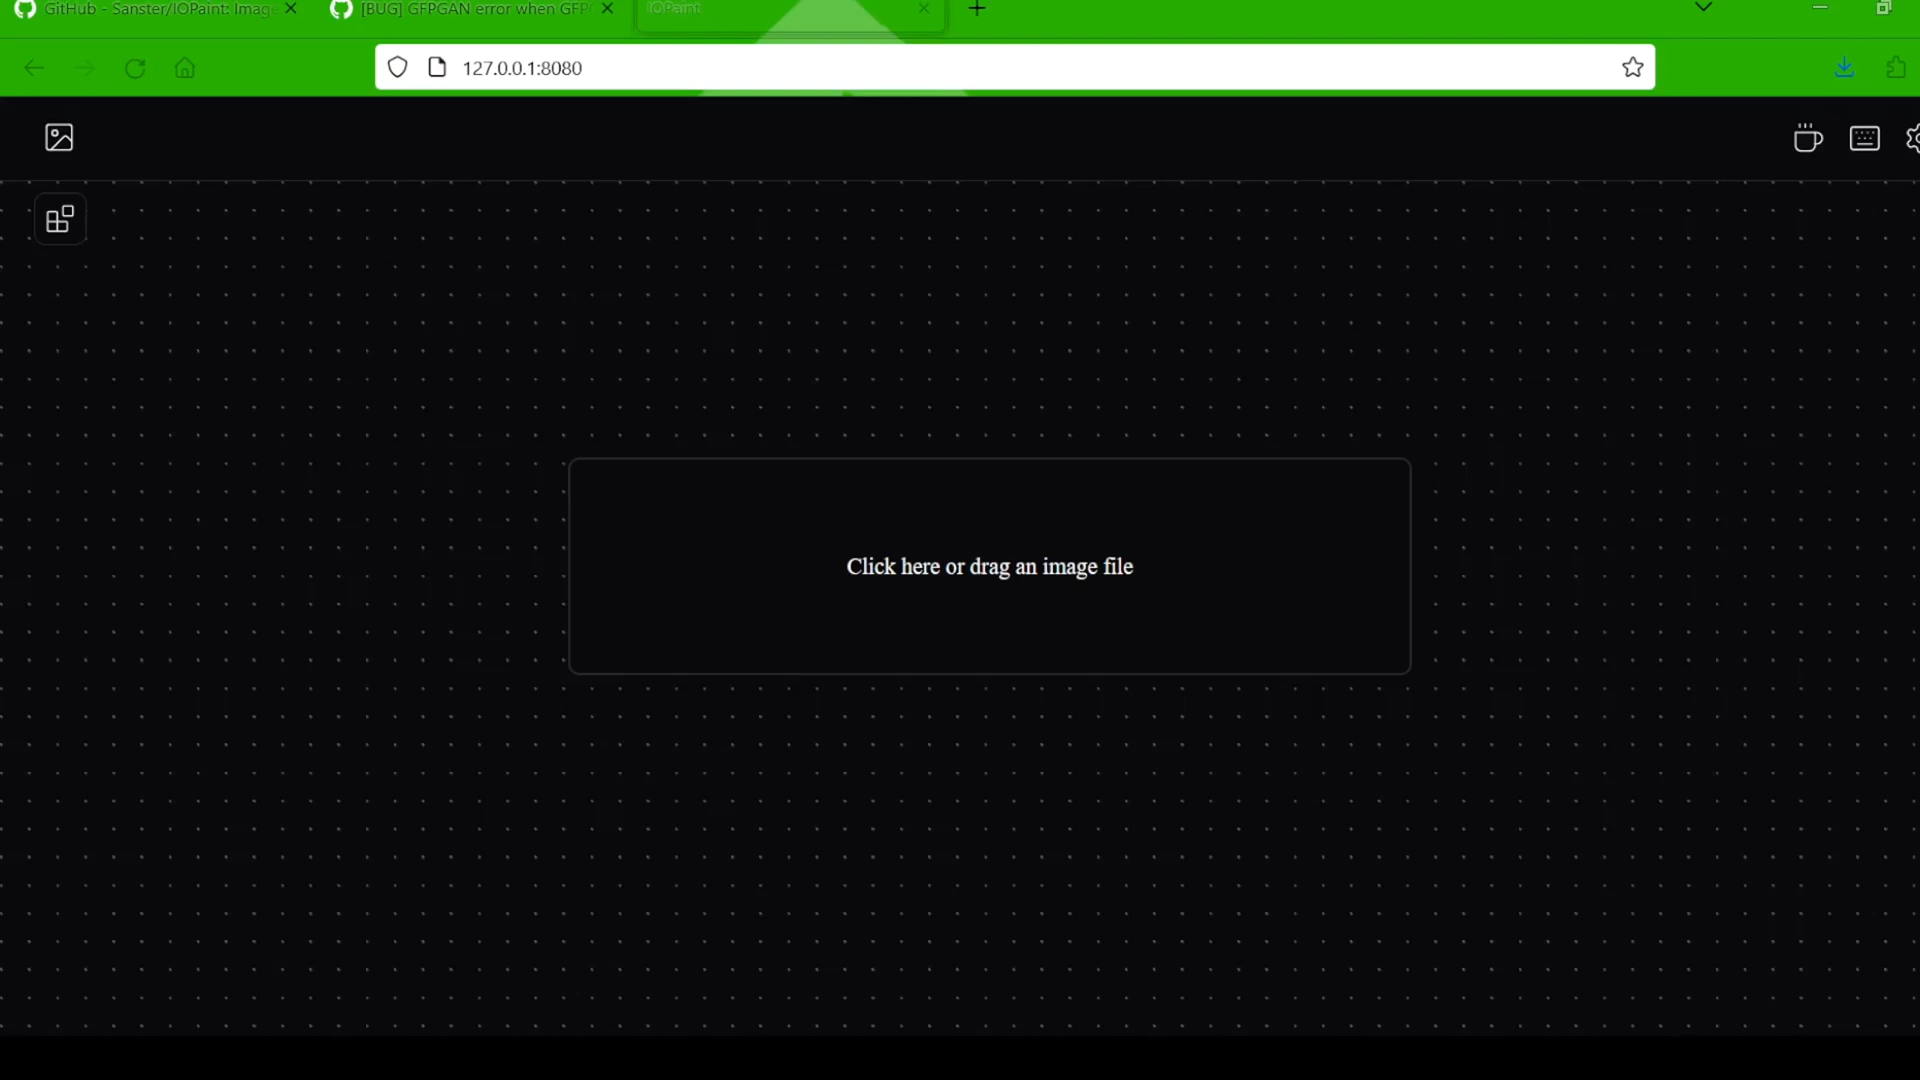 GitHub - Sanster/IOPaint: Image
[BUG] GFPGAN error when GFP
IOPaint
127.0.0.1:8080
Click here or drag an image file